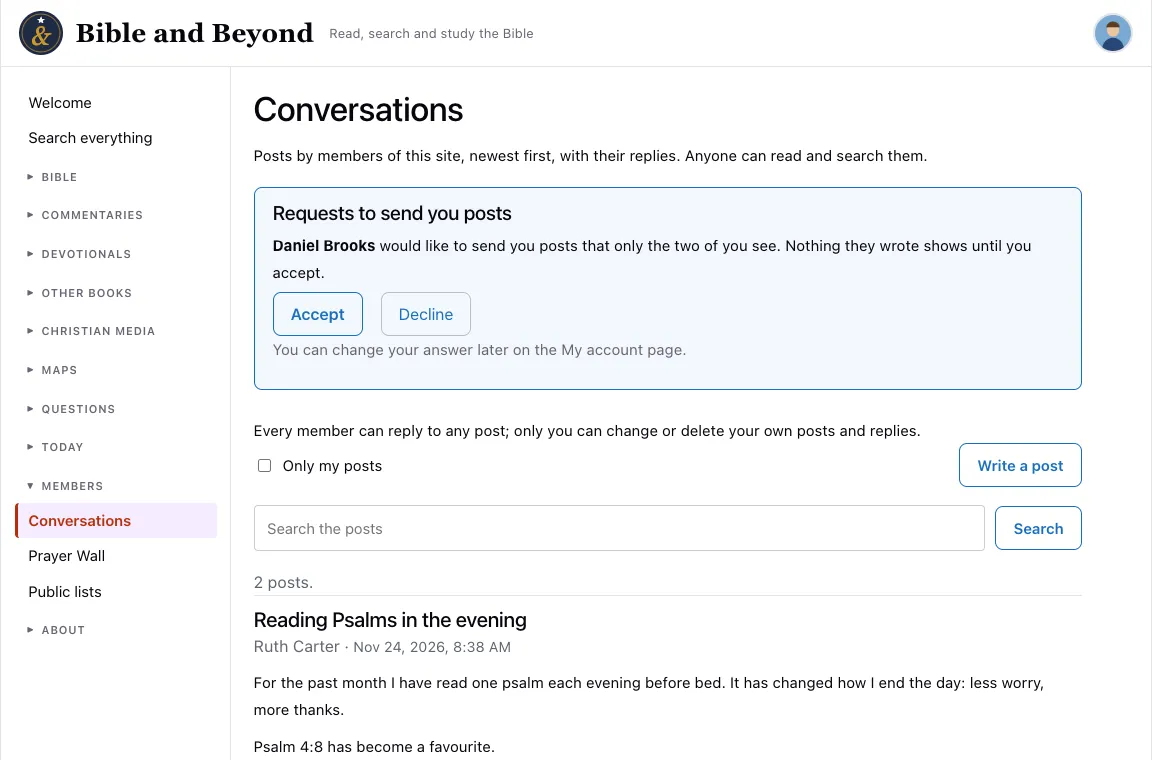 &
Bible and Beyond
Read, search and study the Bible
Welcome
Search everything
BIBLE
COMMENTARIES
DEVOTIONALS
OTHER BOOKS
CHRISTIAN MEDIA
MAPS
QUESTIONS
TODAY
MEMBERS
Conversations
Prayer Wall
Public lists
ABOUT
Conversations
Posts by members of this site, newest first, with their replies. Anyone can read and search them.
Requests to send you posts
Daniel Brooks would like to send you posts that only the two of you see. Nothing they wrote shows until you
accept.
Accept
Decline
You can change your answer later on the My account page.
Every member can reply to any post; only you can change or delete your own posts and replies.
Only my posts
Write a post
Search the posts
Search
2 posts.
Reading Psalms in the evening
Ruth Carter · Nov 24, 2026, 8:38 AM
For the past month I have read one psalm each evening before bed. It has changed how I end the day: less worry,
more thanks.
Psalm 4:8 has become a favourite.